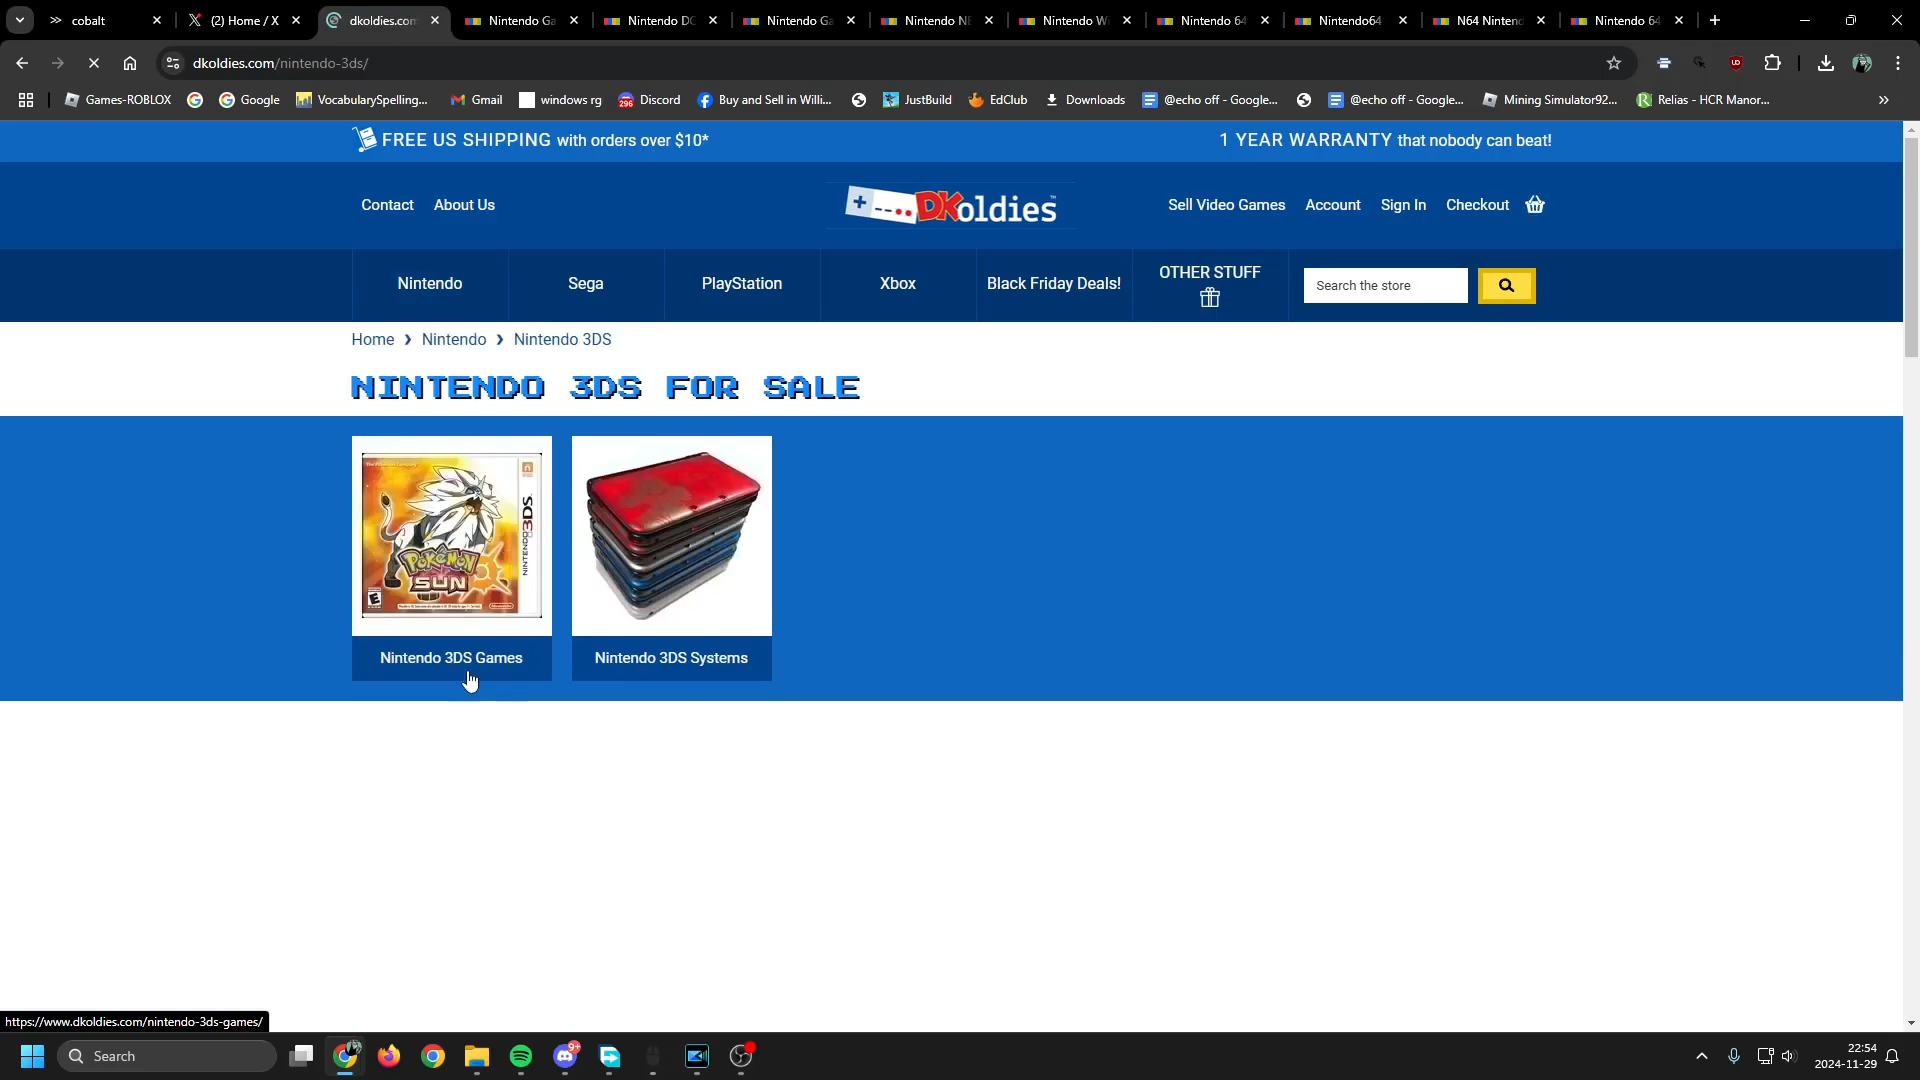 cobalt
(2) Home / X
dkoldies.com
Nintendo Ga
Nintendo DC
Nintendo Ga
Nintendo NE
Nintendo Wi
Nintendo 64
Nintendo64
N64 Nintend
Nintendo 64
dkoldies.com/nintendo-3ds/
Games-ROBLOX
Google
VocabularySpelling...
Gmail
windows rg
296
Discord
Buy and Sell in Willi...
JustBuild
EdClub
Downloads
@echo off - Google...
@echo off - Google...
Mining Simulator92...
Relias - HCR Manor...
FREE US SHIPPING with orders over $10*
1 YEAR WARRANTY that nobody can beat!
Contact
About Us
DKoldies™
Sell Video Games
Account
Sign In
Checkout
Nintendo
Sega
PlayStation
Xbox
Black Friday Deals!
OTHER STUFF
Search the store
Home › Nintendo › Nintendo 3DS
NINTENDO 3DS FOR SALE
NINTENDO 3DS
POKÉMON
SUN
E
Nintendo 3DS Games
Nintendo 3DS Systems
https://www.dkoldies.com/nintendo-3ds-games/
Search
9+
22:54
2024-11-29